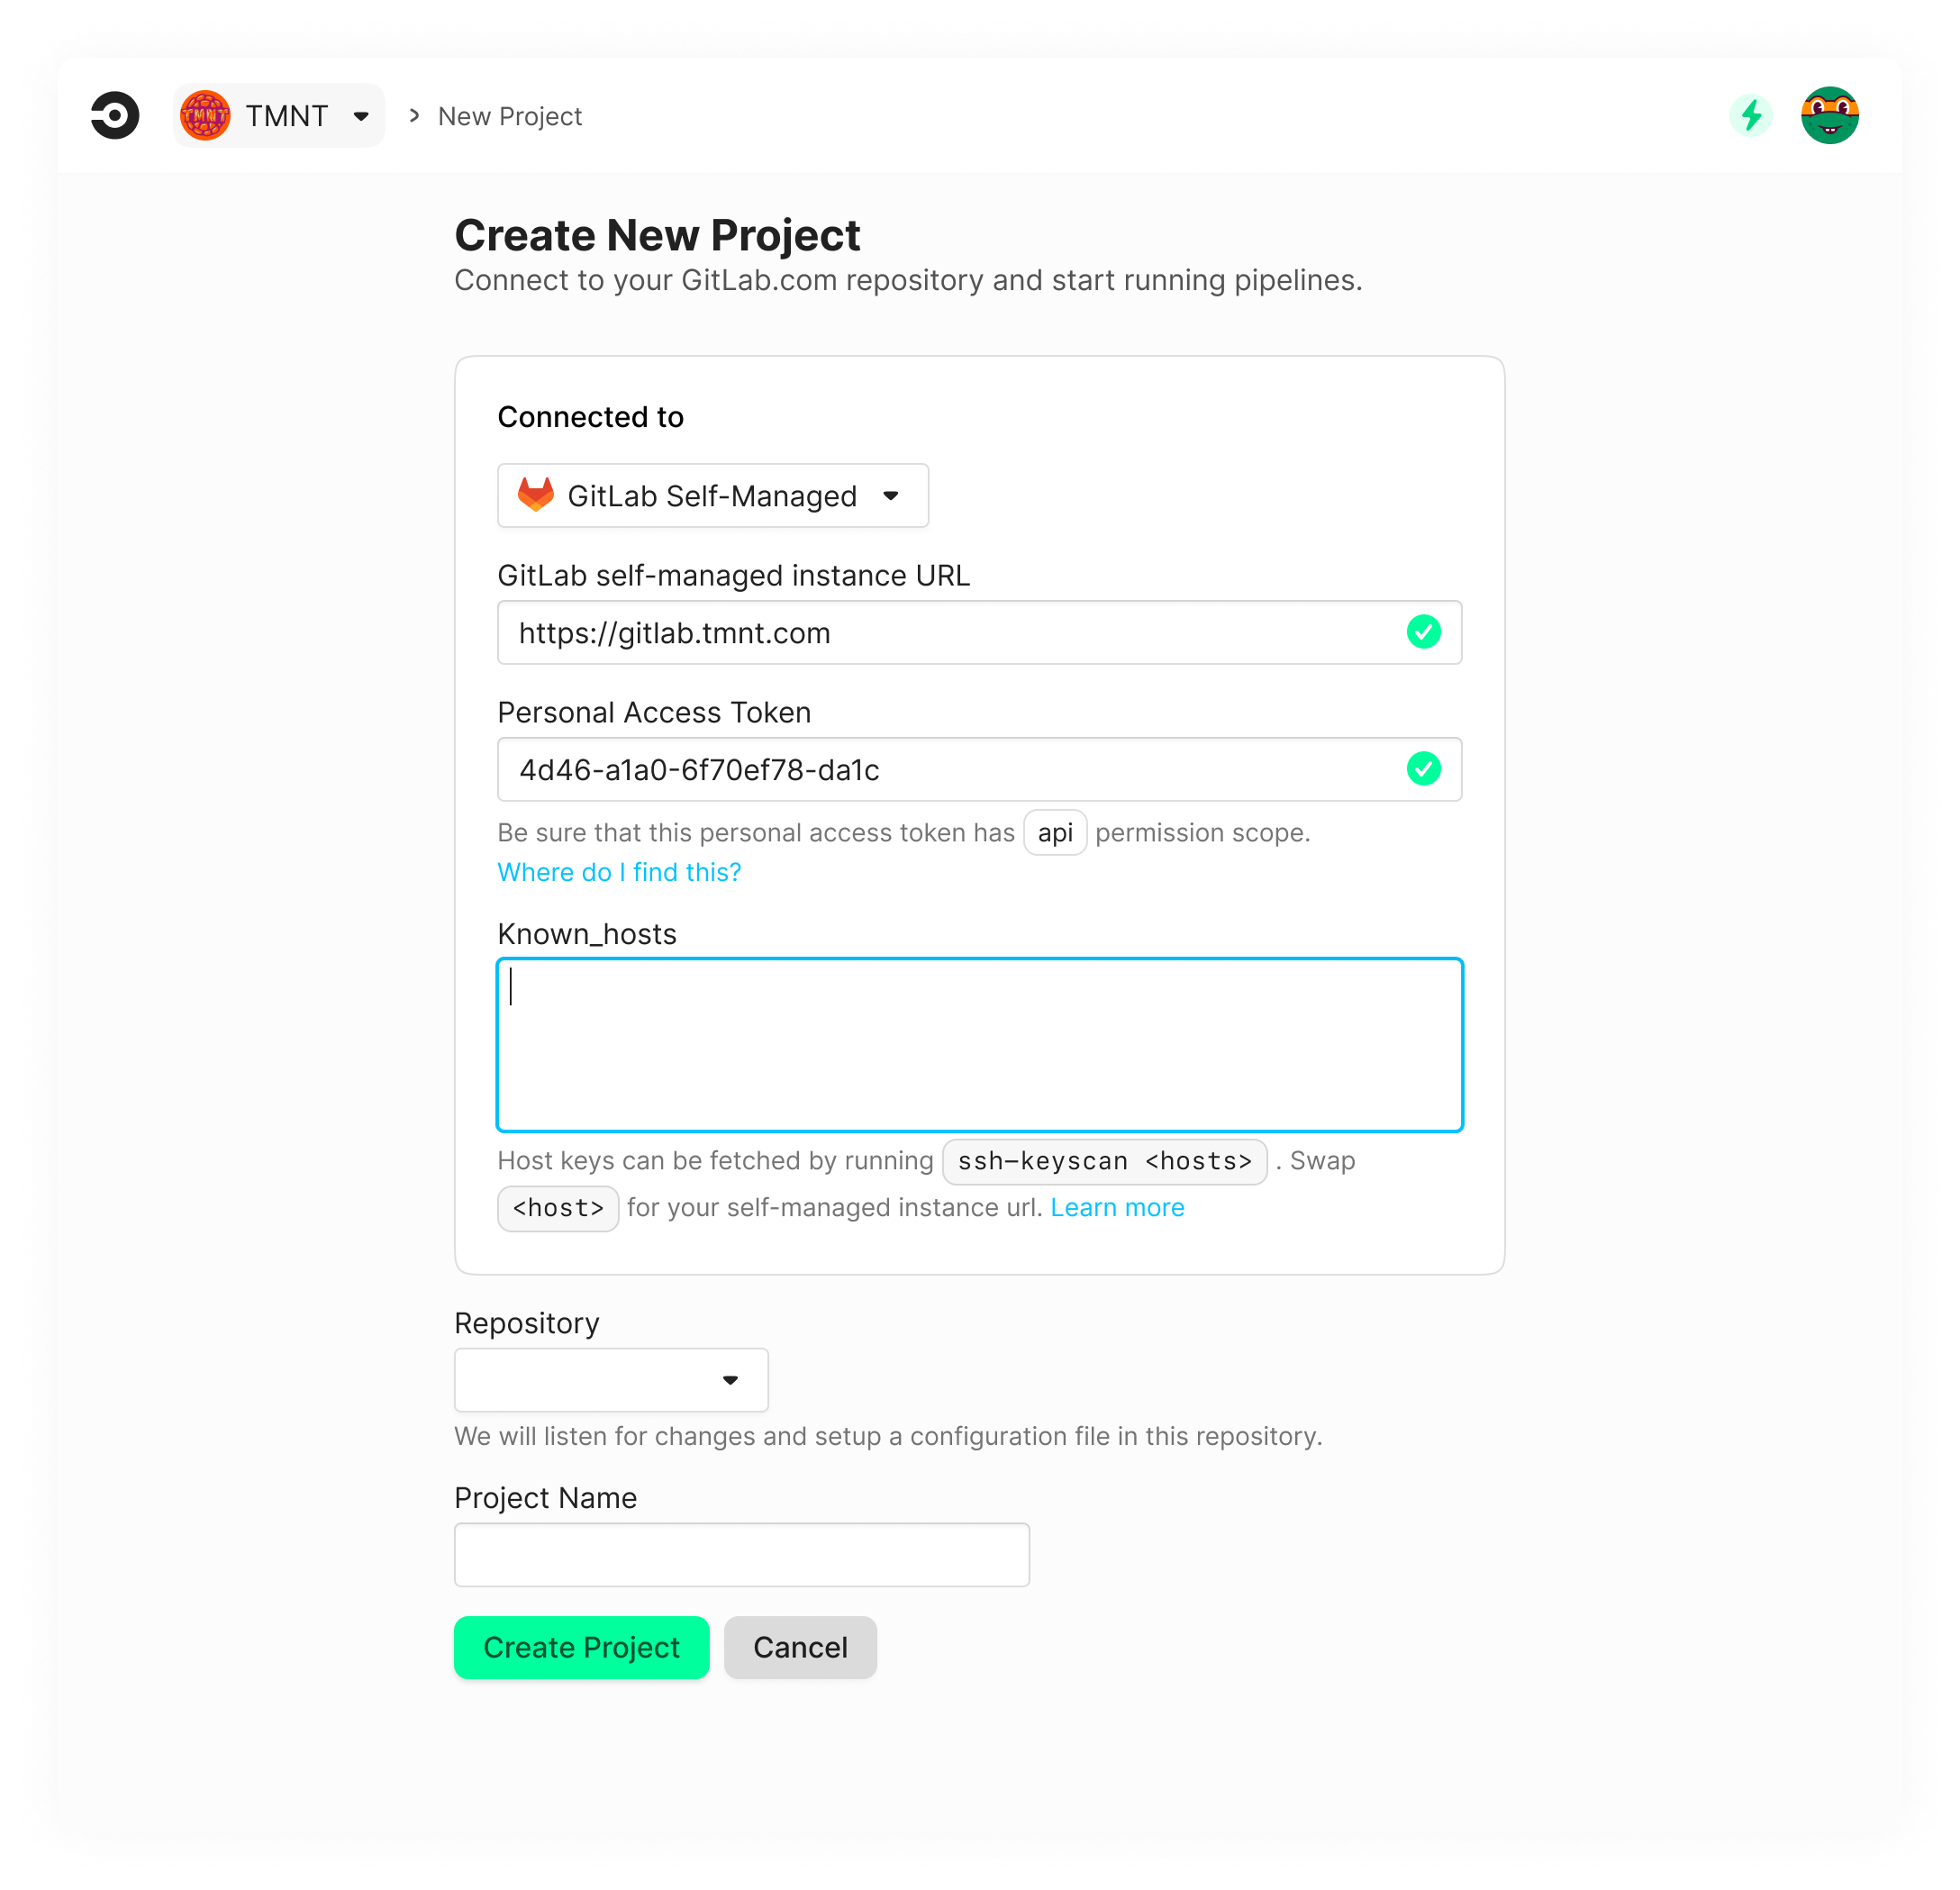 TMNT TMNT > New Project
Create New Project
Connect to your GitLab.com repository and start running pipelines.
Connected to
GitLab Self-Managed
GitLab self-managed instance URL
https://gitlab.tmnt.com
Personal Access Token
4d46-a1a0-6f70ef78-da1c
Be sure that this personal access token has api permission scope.
Where do I find this?
Known_hosts
Host keys can be fetched by running ssh-keyscan <hosts> . Swap
<host> for your self-managed instance url. Learn more
Repository
We will listen for changes and setup a configuration file in this repository.
Project Name
Create Project Cancel